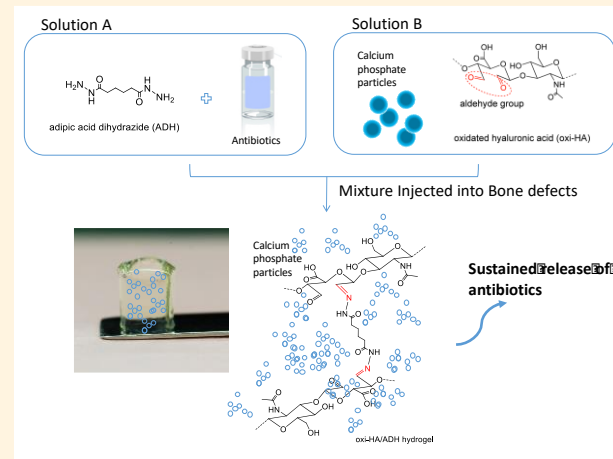 Solution A
Solution B
adipic acid dihydrazide (ADH)
Antibiotics
Calcium
phosphate
particles
aldehyde group
oxidated hyaluronic acid (oxi-HA)
Mixture Injected into Bone defects
Calcium
phosphate
particles
Sustained release of
antibiotics
oxi-HA/ADH hydrogel